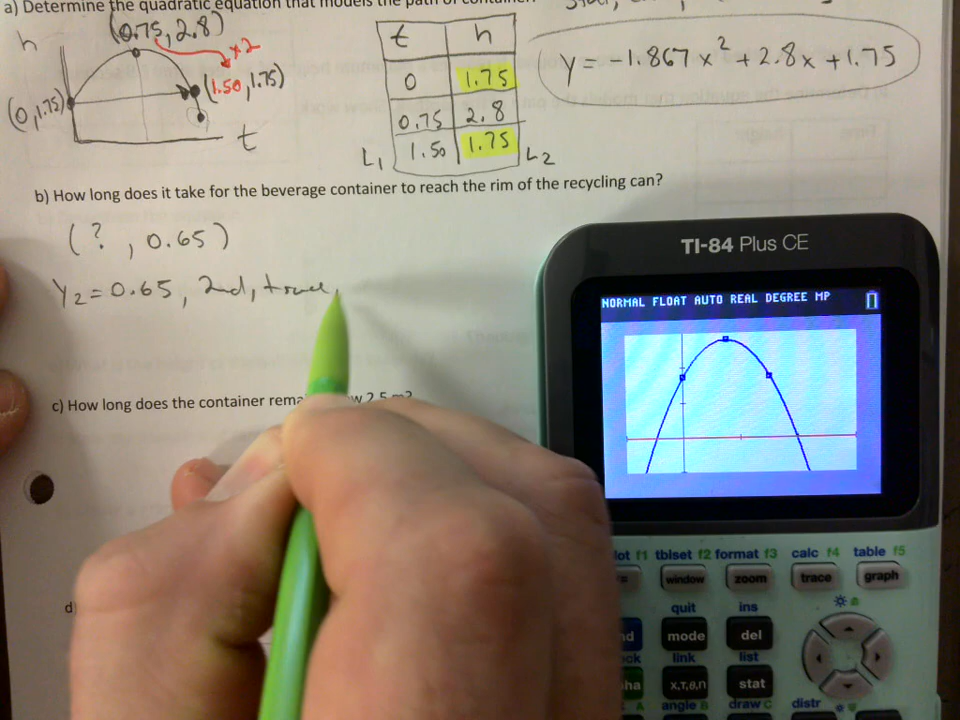 a) Determine the quadratic equation that models the path of
h
(0.75, 2.8)
x2
(0, 1.75)
(1.50, 1.75)
t
t h
0 1.75
0.75 2.8
1.50 1.75
L1 L2
y = -1.867x² + 2.8x + 1.75
b) How long does it take for the beverage container to reach the rim of the recycling can?
(?, 0.65)
Y2 = 0.65, 2nd, trace,
c) How long does the container
d)
TI-84 Plus CE
NORMAL FLOAT AUTO REAL DEGREE MP
f1 tblset f2 format f3 calc f4 table f5
window zoom trace graph
quit ins
mode del
link list
X,T,θ,n stat
angle B draw C distr